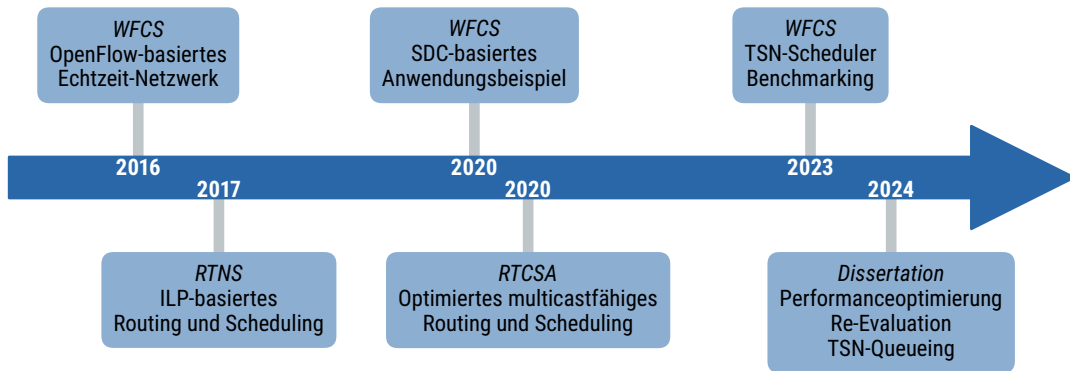 WFCS
OpenFlow-basiertes
Echtzeit-Netzwerk
WFCS
SDC-basiertes
Anwendungsbeispiel
WFCS
TSN-Scheduler
Benchmarking
2016
2020
2023
2017
2020
2024
RTNS
ILP-basiertes
Routing und Scheduling
RTCSA
Optimiertes multicastfähiges
Routing und Scheduling
Dissertation
Performanceoptimierung
Re-Evaluation
TSN-Queueing